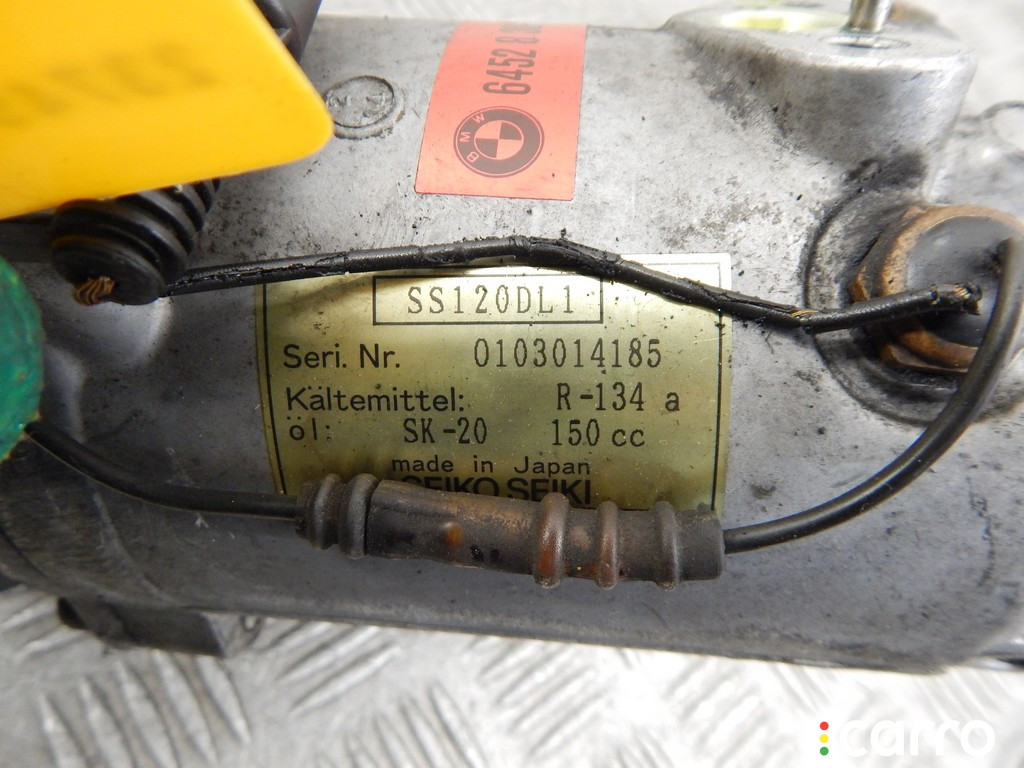 6452 8
BMW
SS120DL1
Seri. Nr. 0103014185
Kältemittel: R-134 a
öl: SK-20 150 cc
made in Japan
SEIKO SEIKI
carro